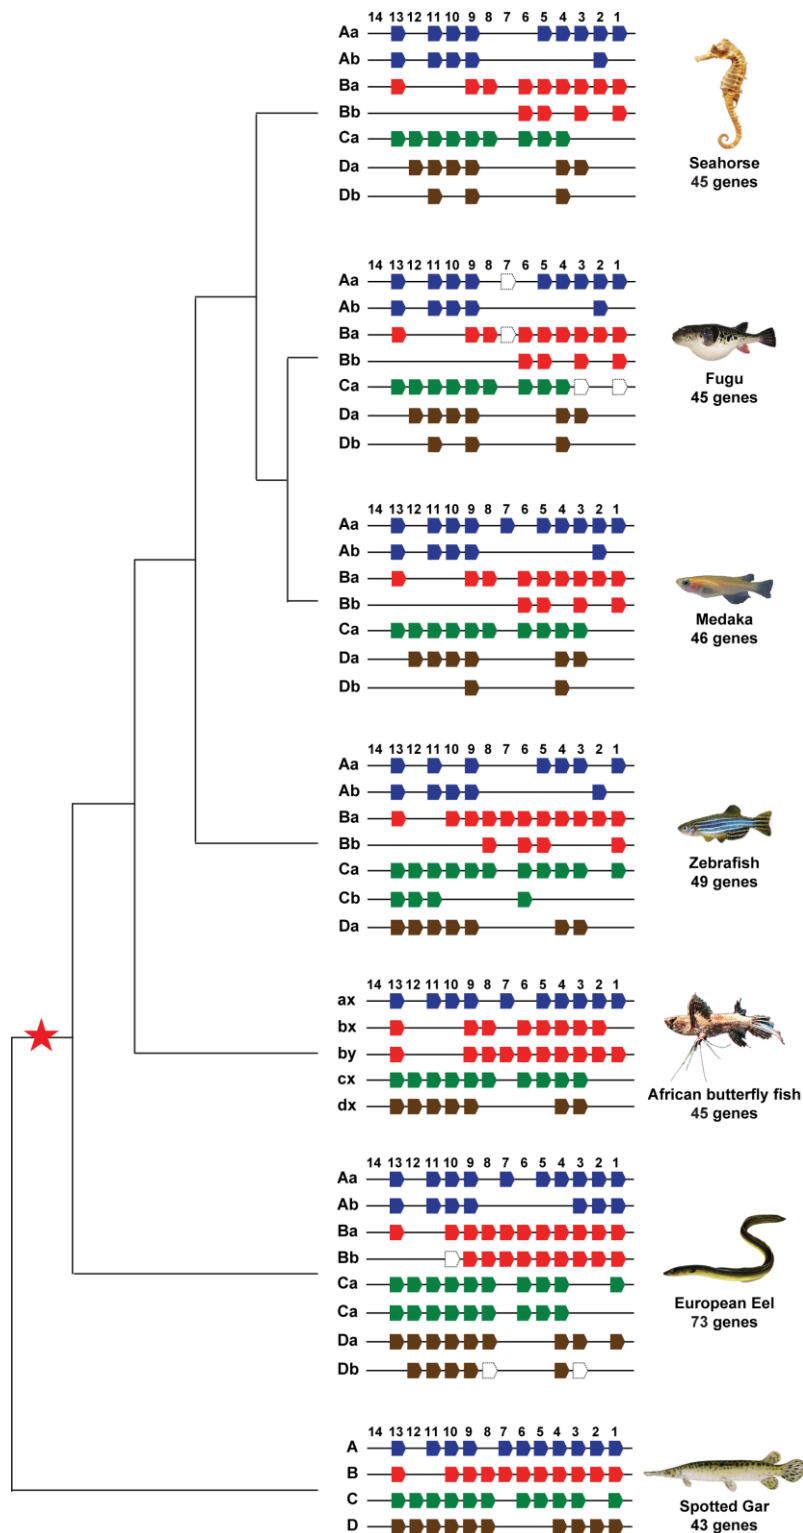 14 13 12 11 10 9 8 7 6 5 4 3 2 1
Aa
Ab
Ba
Bb
Ca
Da
Db
Seahorse
45 genes
14 13 12 11 10 9 8 7 6 5 4 3 2 1
Aa
Ab
Ba
Bb
Ca
Da
Db
Fugu
45 genes
14 13 12 11 10 9 8 7 6 5 4 3 2 1
Aa
Ab
Ba
Bb
Ca
Da
Db
Medaka
46 genes
14 13 12 11 10 9 8 7 6 5 4 3 2 1
Aa
Ab
Ba
Bb
Ca
Cb
Da
Zebrafish
49 genes
14 13 12 11 10 9 8 7 6 5 4 3 2 1
ax
bx
by
cx
dx
African butterfly fish
45 genes
14 13 12 11 10 9 8 7 6 5 4 3 2 1
Aa
Ab
Ba
Bb
Ca
Ca
Da
Db
European Eel
73 genes
14 13 12 11 10 9 8 7 6 5 4 3 2 1
A
B
C
D
Spotted Gar
43 genes